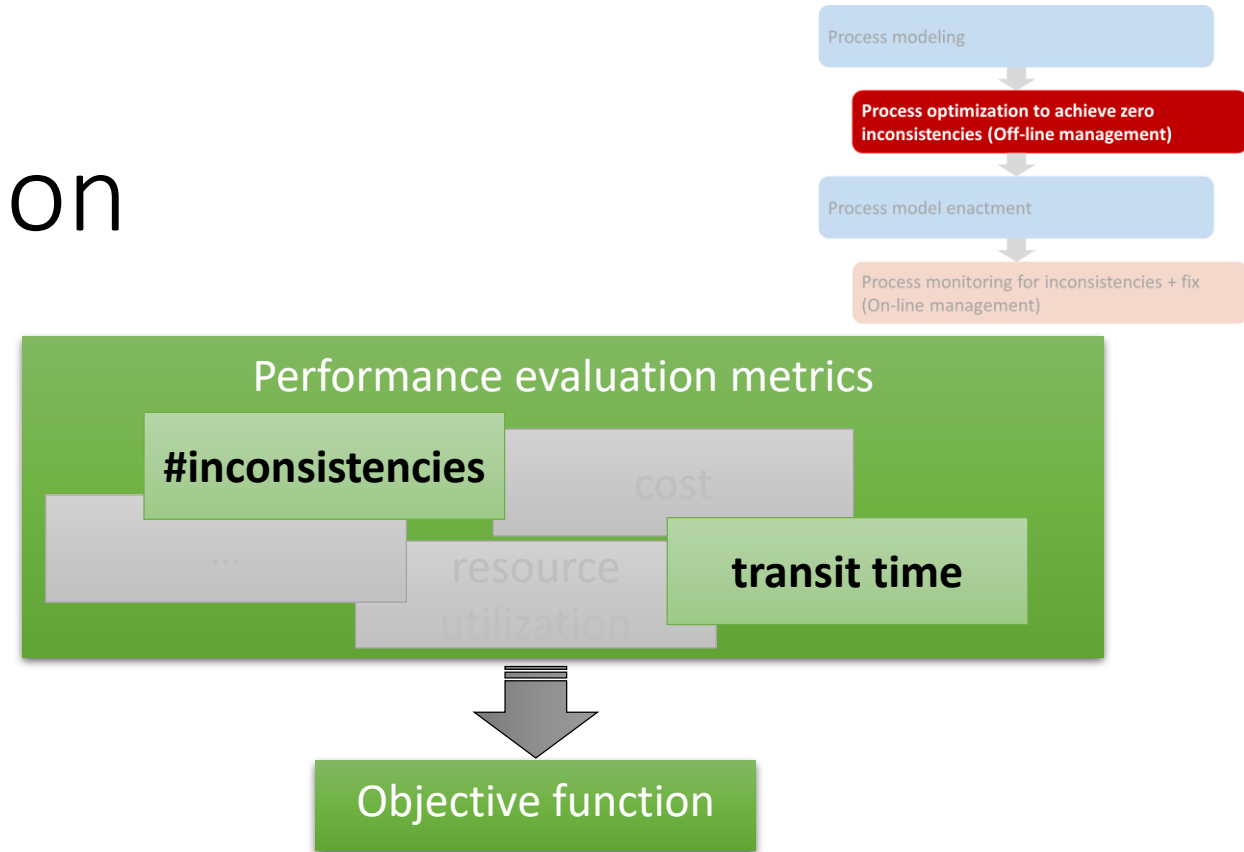 Process modeling
Process optimization to achieve zero
inconsistencies (Off-line management)
on
Process model enactment
Process monitoring for inconsistencies + fix
(On-line management)
Performance evaluation metrics
#inconsistencies
cost
...
resource
utilization
transit time
Objective function